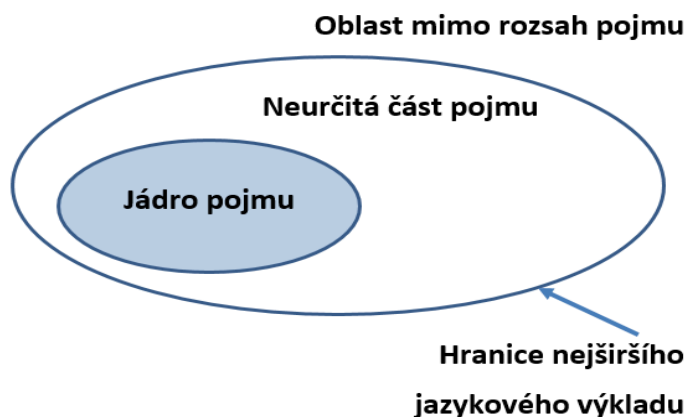 Oblast mimo rozsah pojmu
Neurčitá část pojmu
Jádro pojmu
Hranice nejširšího
jazykového výkladu